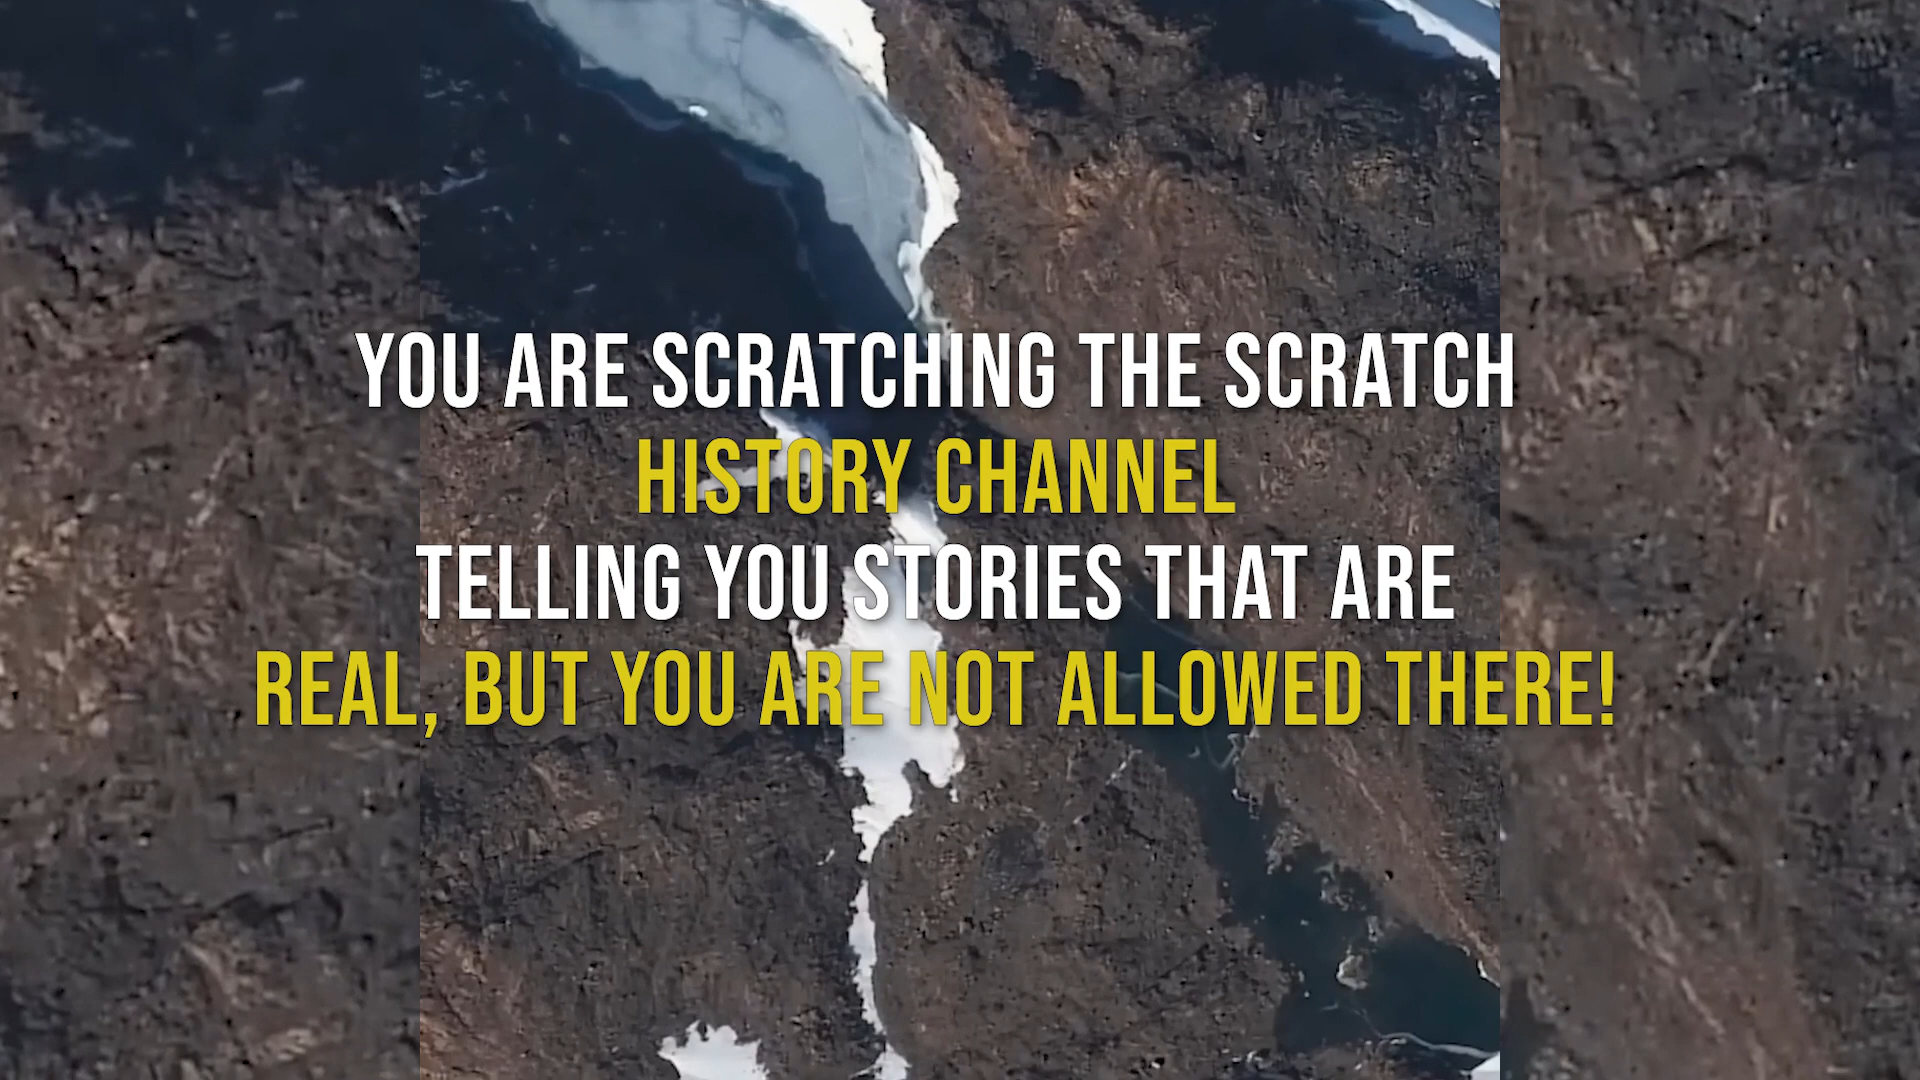 YOU ARE SCRATCHING THE SCRATCH
HISTORY CHANNEL
TELLING YOU STORIES THAT ARE
REAL, BUT YOU ARE NOT ALLOWED THERE!